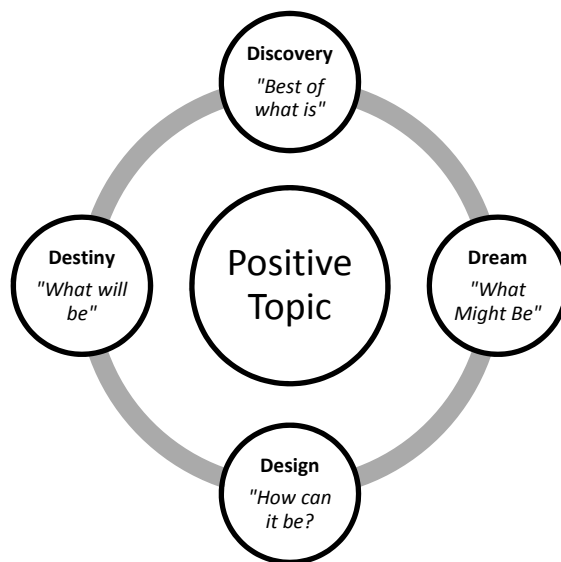 Discovery
"Best of
what is"
Destiny
"What will
be"
Positive
Topic
Dream
"What
Might Be"
Design
"How can
it be?